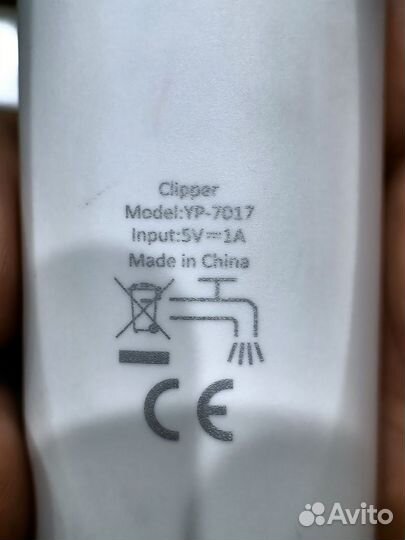 Clipper
Model:YP-7017
Input:5V⎓1A
Made in China
CE
Avito